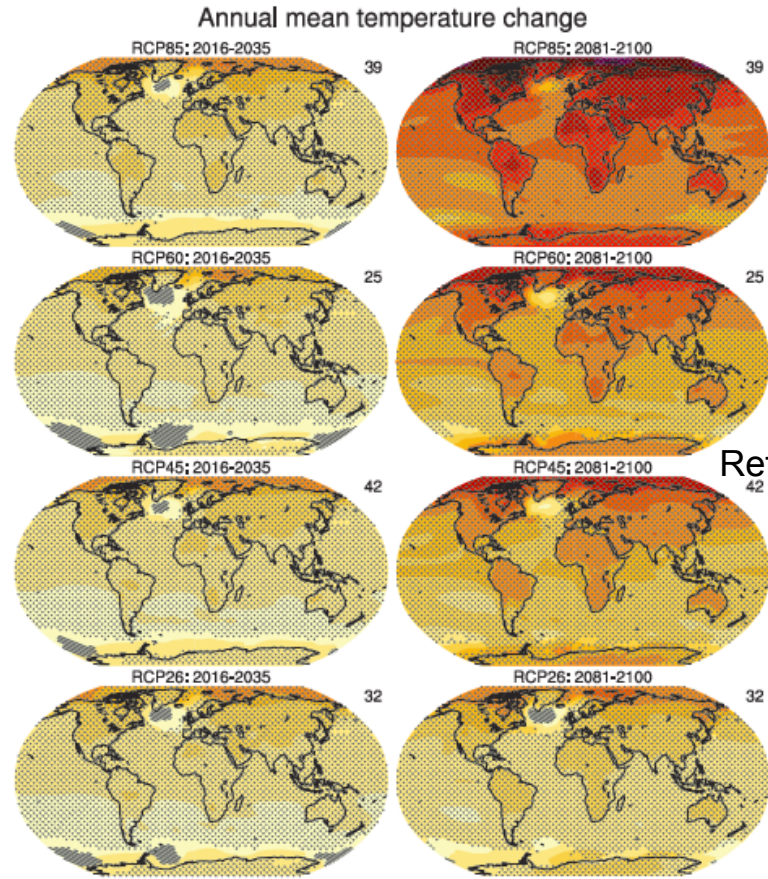 Annual mean temperature change
RCP85: 2016-2035
39
RCP85: 2081-2100
39
RCP60: 2016-2035
25
RCP60: 2081-2100
25
RCP45: 2016-2035
42
RCP45: 2081-2100
Ret
42
RCP26: 2016-2035
32
RCP26: 2081-2100
32